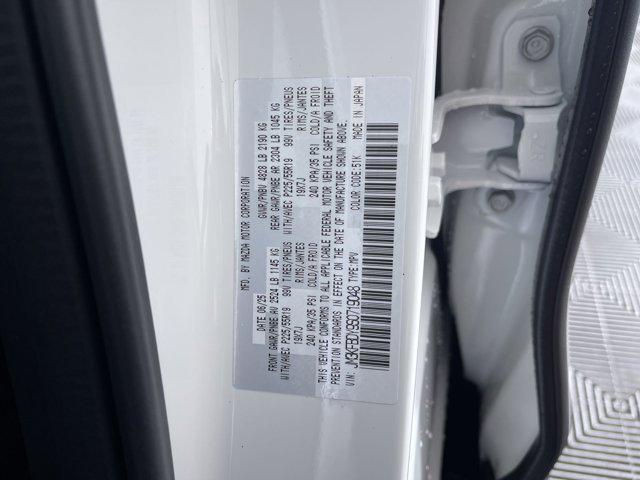 MFD. BY MAZDA MOTOR CORPORATION
DATE 06/25 GVWR/PNBV 4828 LB 2190 KG
FRONT GAWR/PNBE AV 2524 LB 1145 KG REAR GAWR/PNBE AR 2304 LB 1045 KG
WITH/AVEC P225/55R19 99V TIRES/PNEUS WITH/AVEC P225/55R19 99V TIRES/PNEUS
19X7J RIMS/JANTES 19X7J RIMS/JANTES
240 KPA/35 PSI COLD/A FROID 240 KPA/35 PSI COLD/A FROID
THIS VEHICLE CONFORMS TO ALL APPLICABLE FEDERAL MOTOR VEHICLE SAFETY AND THEFT
PREVENTION STANDARDS IN EFFECT ON THE DATE OF MANUFACTURE SHOWN ABOVE.
VIN: JM3KFBDY9S0719048 TYPE:MPV COLOR CODE:51K MADE IN JAPAN